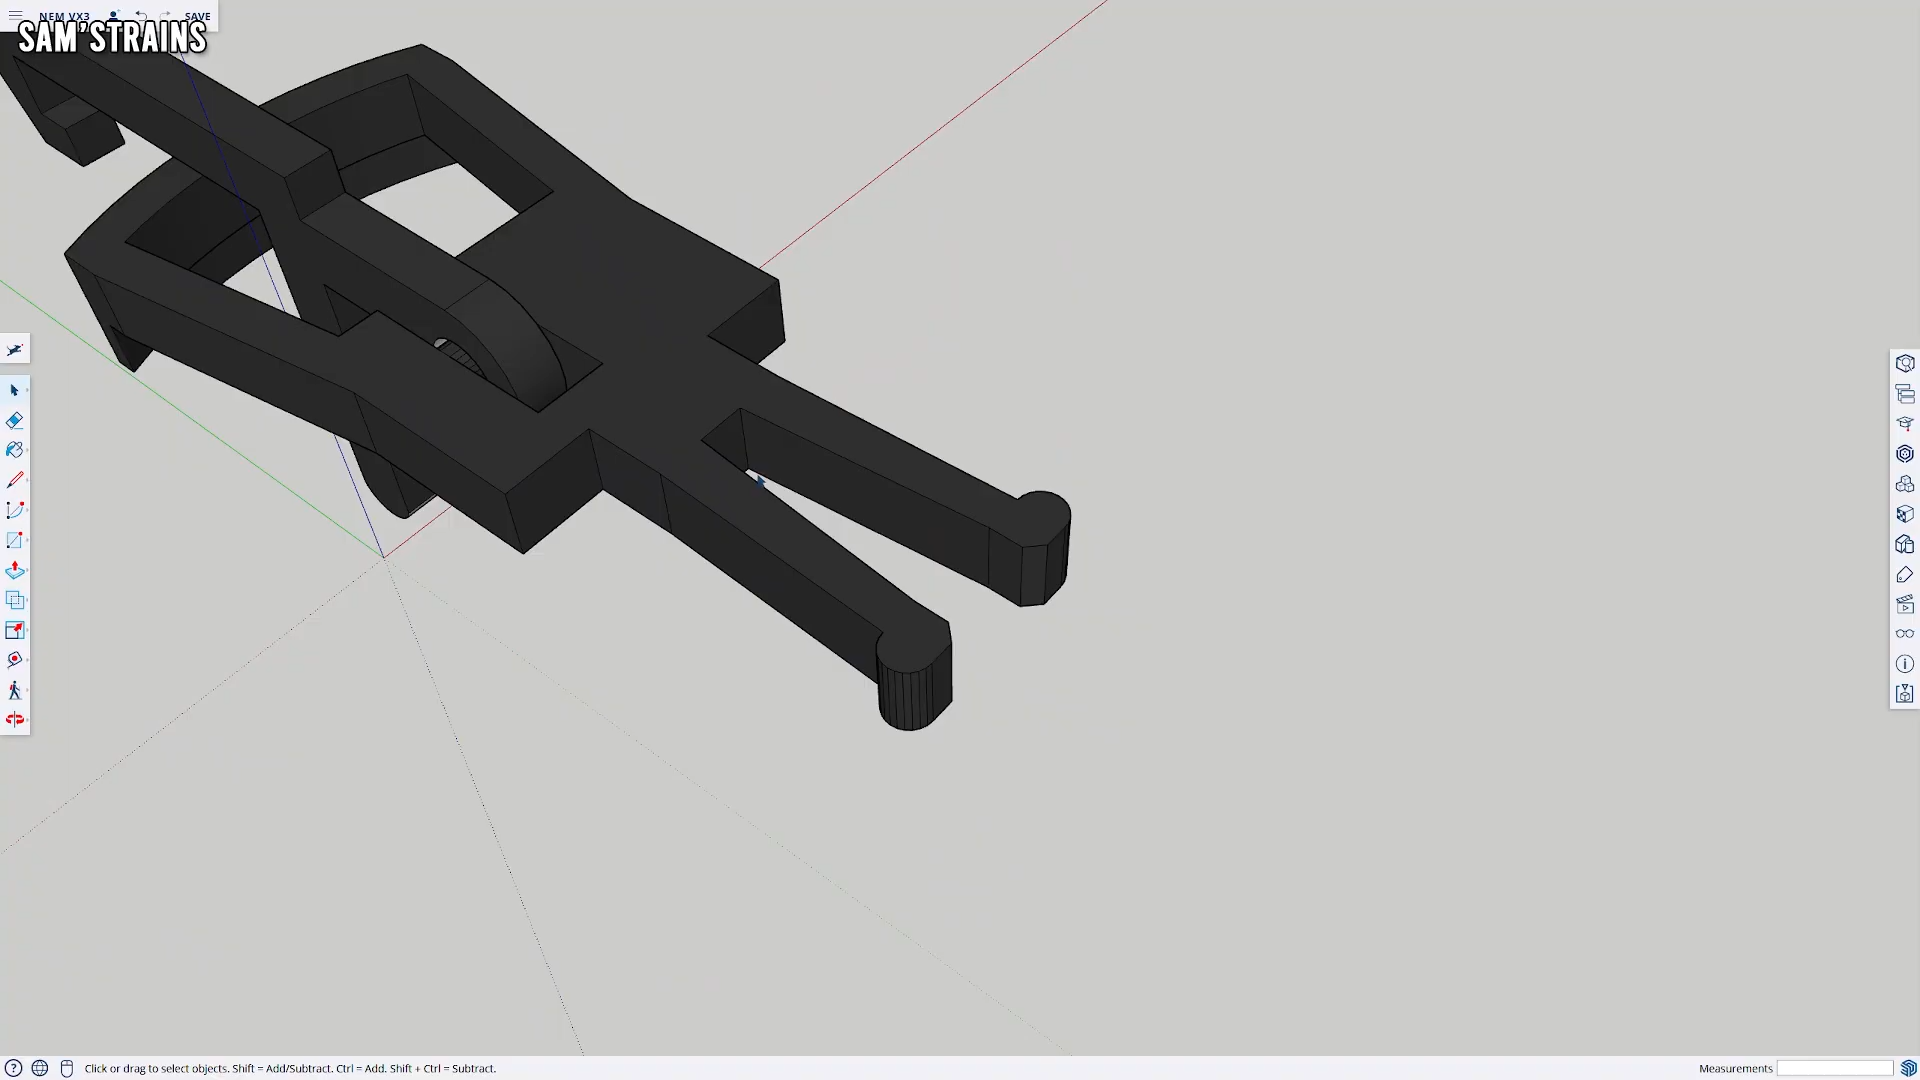 NEM VX3 SAVE
SAM'STRAINS
Click or drag to select objects. Shift = Add/Subtract. Ctrl = Add. Shift + Ctrl = Subtract.
Measurements